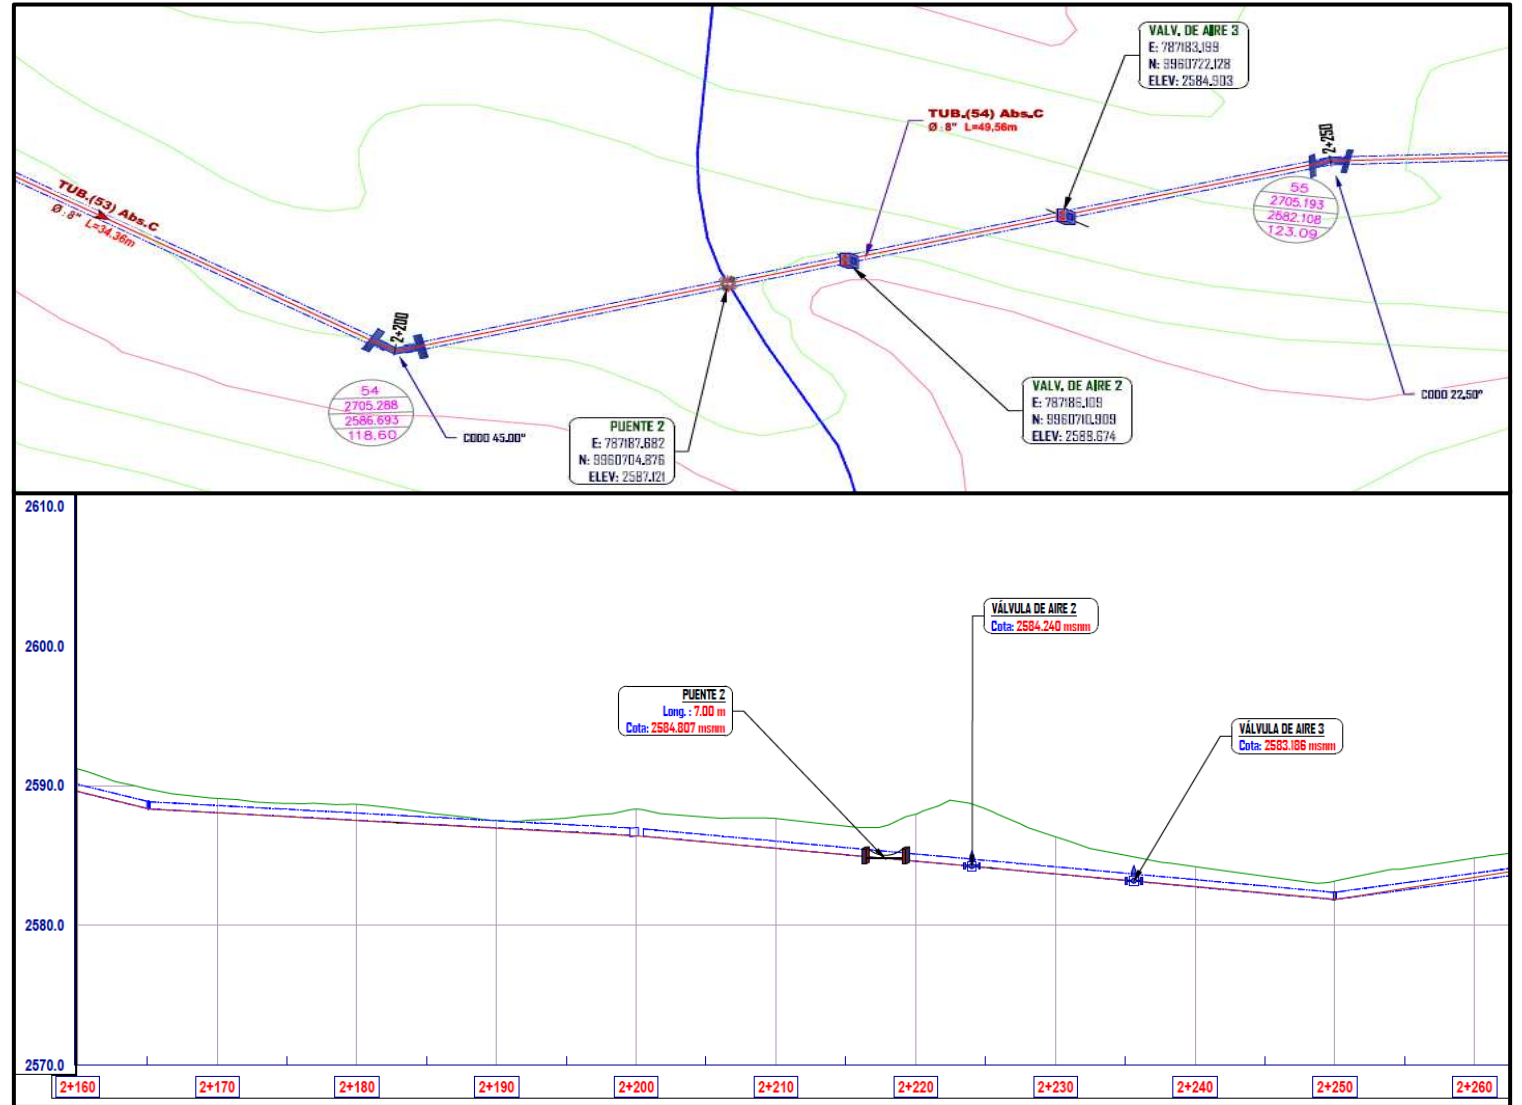 VALV. DE AIRE 3
E: 787183,199
N: 9960722,128
ELEV: 2584,903
TUB.(54) Abs.C
Ø: 8" L=49,56m
2+250
55
2705.193
2582.108
123.09
TUB.(53) Abs.C
Ø: 8" L=34.36m
2+200
54
2705.288
2586.693
118.60
CODO 45.00°
CODO 22,50°
VALV. DE AIRE 2
E: 787186,109
N: 9960710,909
ELEV: 2588,674
PUENTE 2
E: 787187,682
N: 9960704,876
ELEV: 2587,121
2610.0
2600.0
2590.0
2580.0
2570.0
VÁLVULA DE AIRE 2
Cota: 2584.240 msnm
PUENTE 2
Long. : 7.00 m
Cota: 2584.807 msnm
VÁLVULA DE AIRE 3
Cota: 2583.186 msnm
2+160
2+170
2+180
2+190
2+200
2+210
2+220
2+230
2+240
2+250
2+260